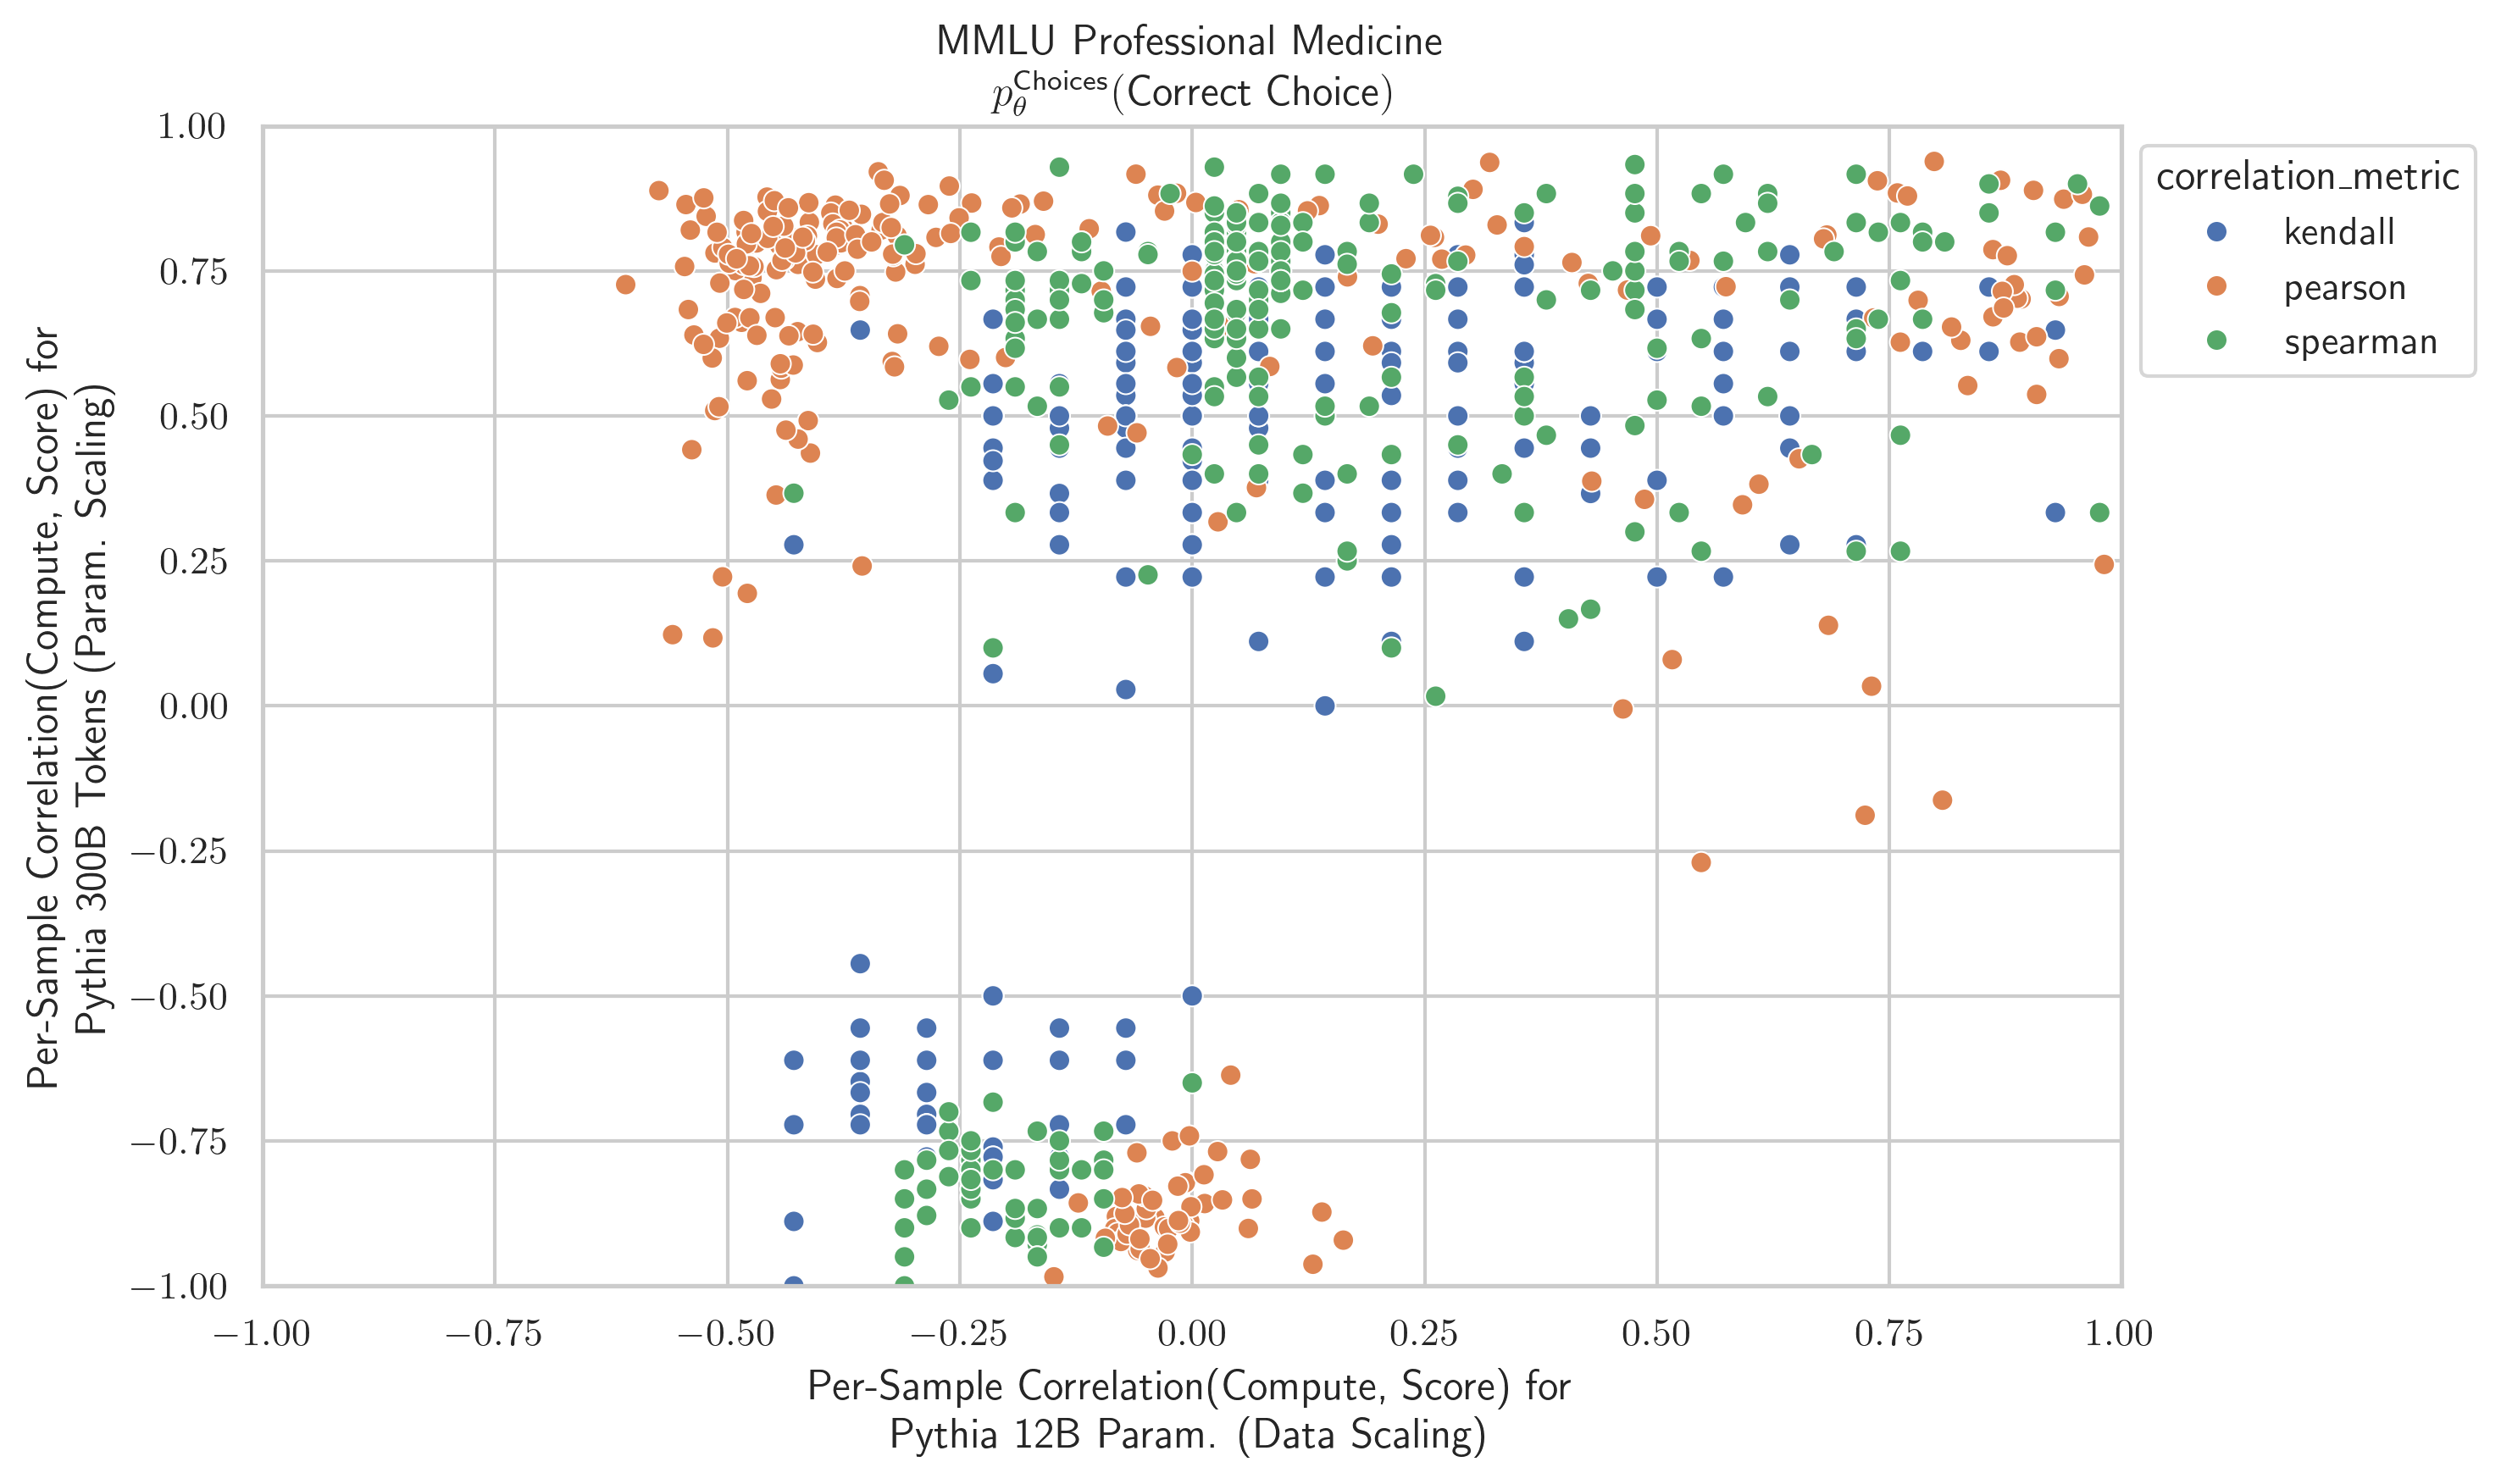 MMLU Professional Medicine
p_θ^Choices(Correct Choice)
1.00
0.75
0.50
0.25
0.00
−0.25
−0.50
−0.75
−1.00
Per-Sample Correlation(Compute, Score) for
Pythia 300B Tokens (Param. Scaling)
−1.00 −0.75 −0.50 −0.25 0.00 0.25 0.50 0.75 1.00
Per-Sample Correlation(Compute, Score) for
Pythia 12B Param. (Data Scaling)
correlation_metric
kendall
pearson
spearman